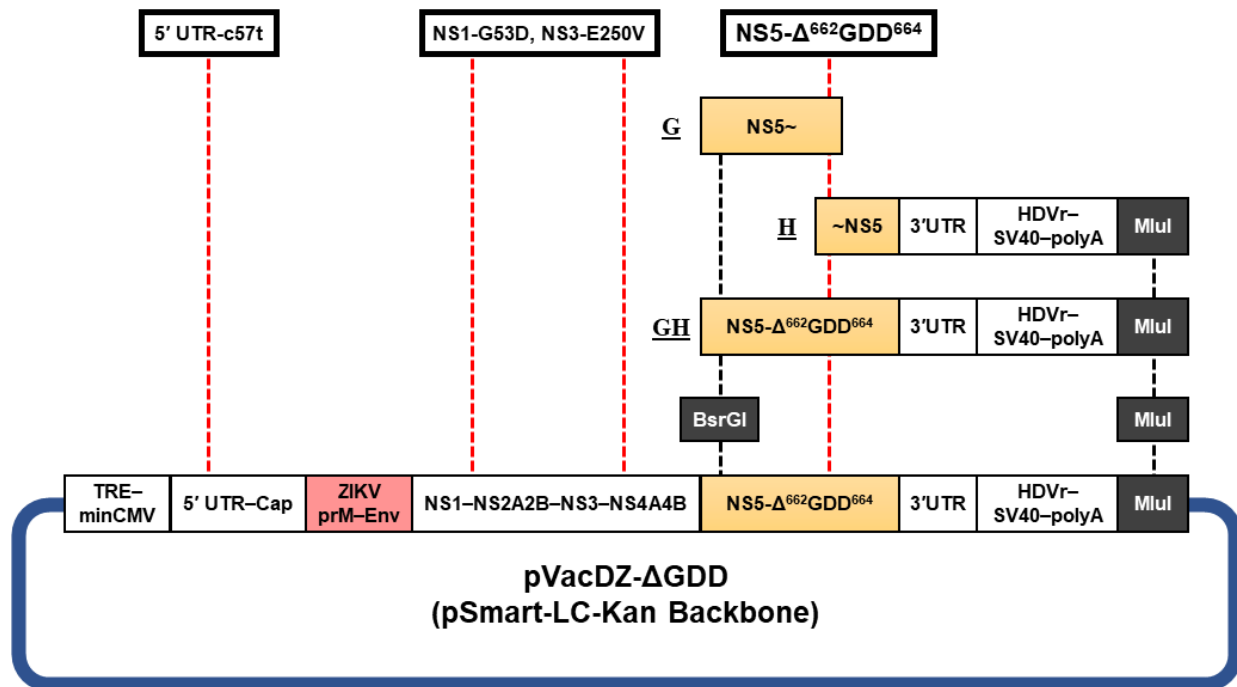 5′ UTR-c57t
NS1-G53D, NS3-E250V
NS5-Δ⁶⁶²GDD⁶⁶⁴
G
NS5~
H
~NS5
3′UTR
HDVr–
SV40–polyA
MluI
GH
NS5-Δ⁶⁶²GDD⁶⁶⁴
3′UTR
HDVr–
SV40–polyA
MluI
BsrGI
MluI
TRE–
minCMV
5′ UTR–Cap
ZIKV
prM–Env
NS1–NS2A2B–NS3–NS4A4B
NS5-Δ⁶⁶²GDD⁶⁶⁴
3′UTR
HDVr–
SV40–polyA
MluI
pVacDZ-ΔGDD
(pSmart-LC-Kan Backbone)